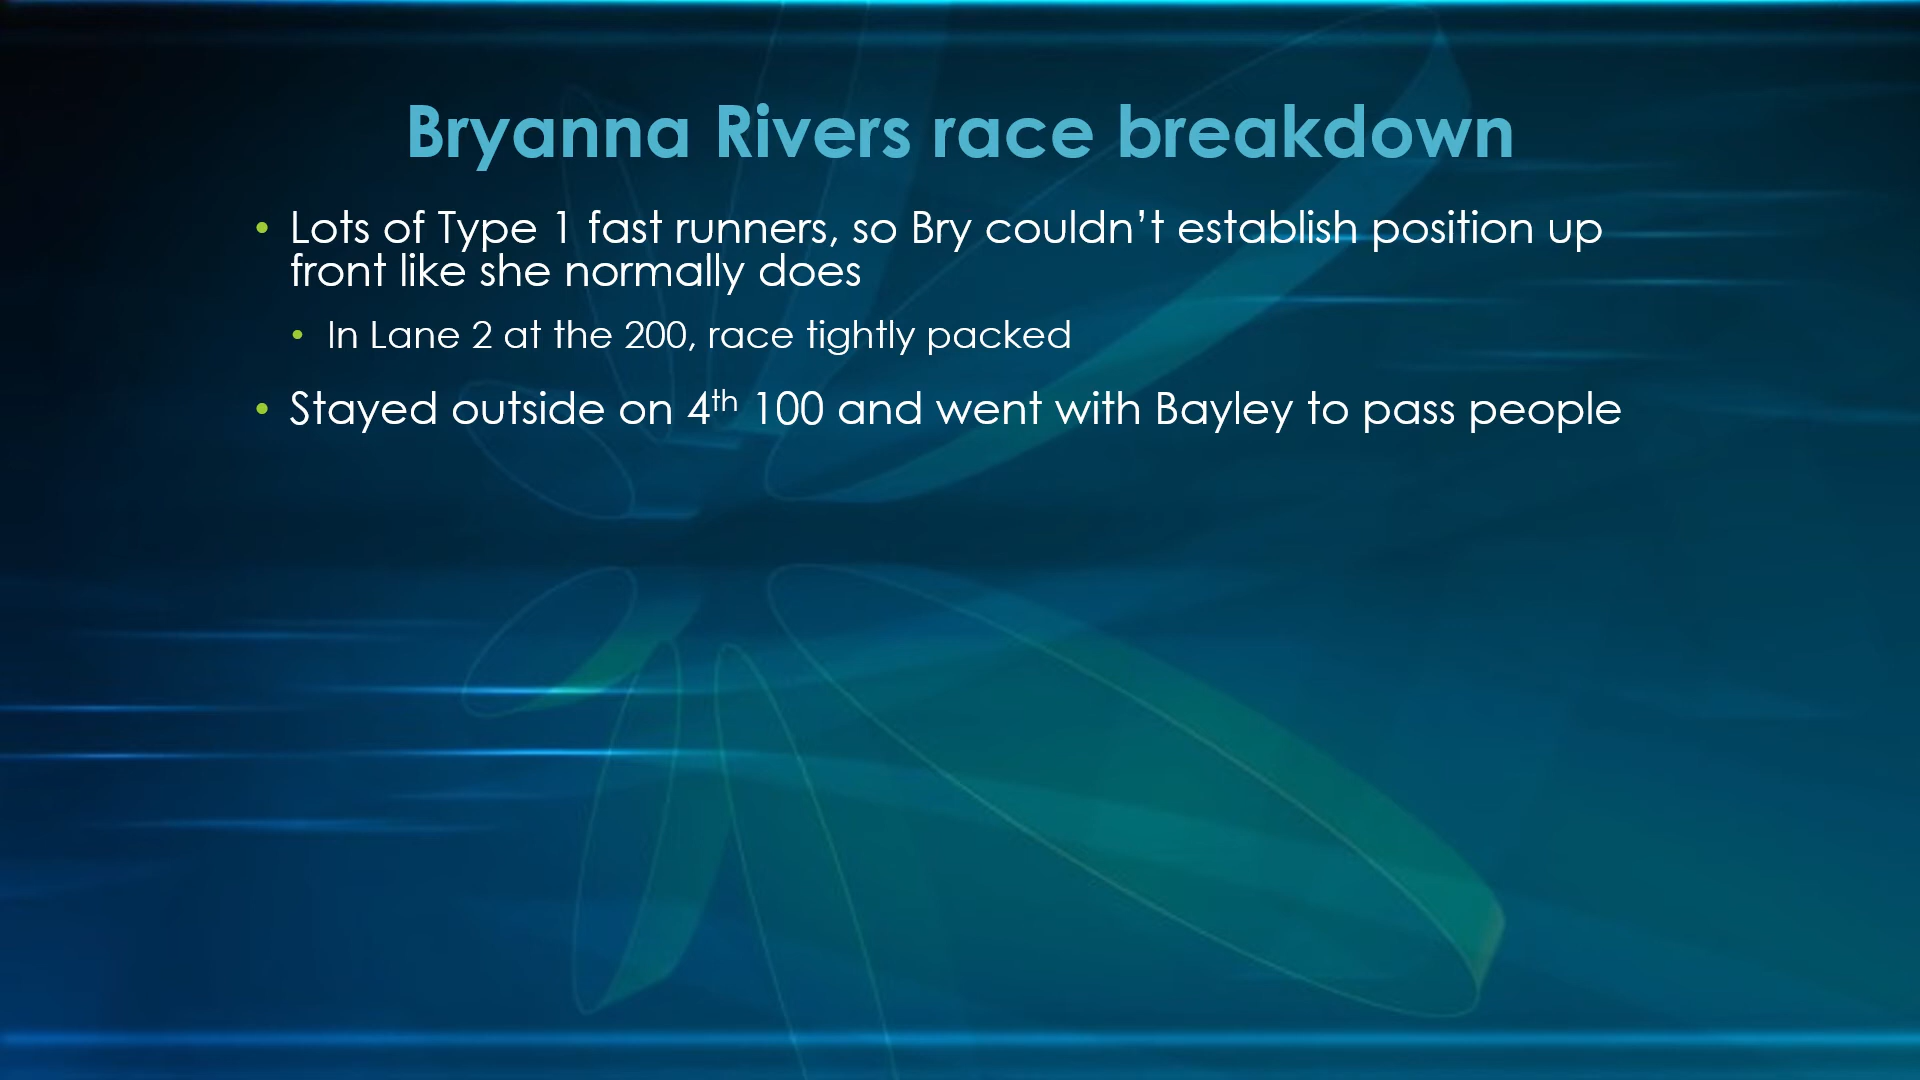 Bryanna Rivers race breakdown
• Lots of Type 1 fast runners, so Bry couldn’t establish position up
front like she normally does
• In Lane 2 at the 200, race tightly packed
• Stayed outside on 4th 100 and went with Bayley to pass people